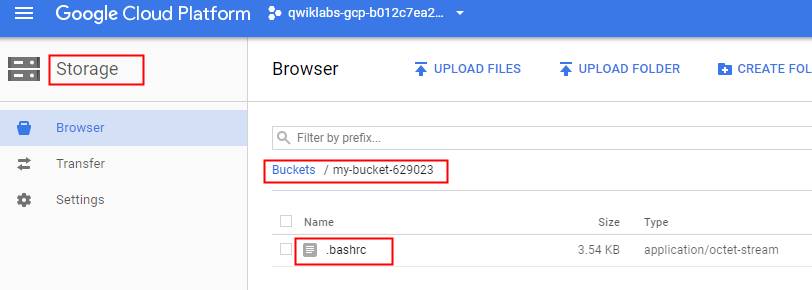 Google Cloud Platform qwiklabs-gcp-b012c7ea2...
Storage
Browser UPLOAD FILES UPLOAD FOLDER CREATE FOL
Browser
Transfer
Settings
Filter by prefix...
Buckets / my-bucket-629023
Name Size Type
.bashrc 3.54 KB application/octet-stream